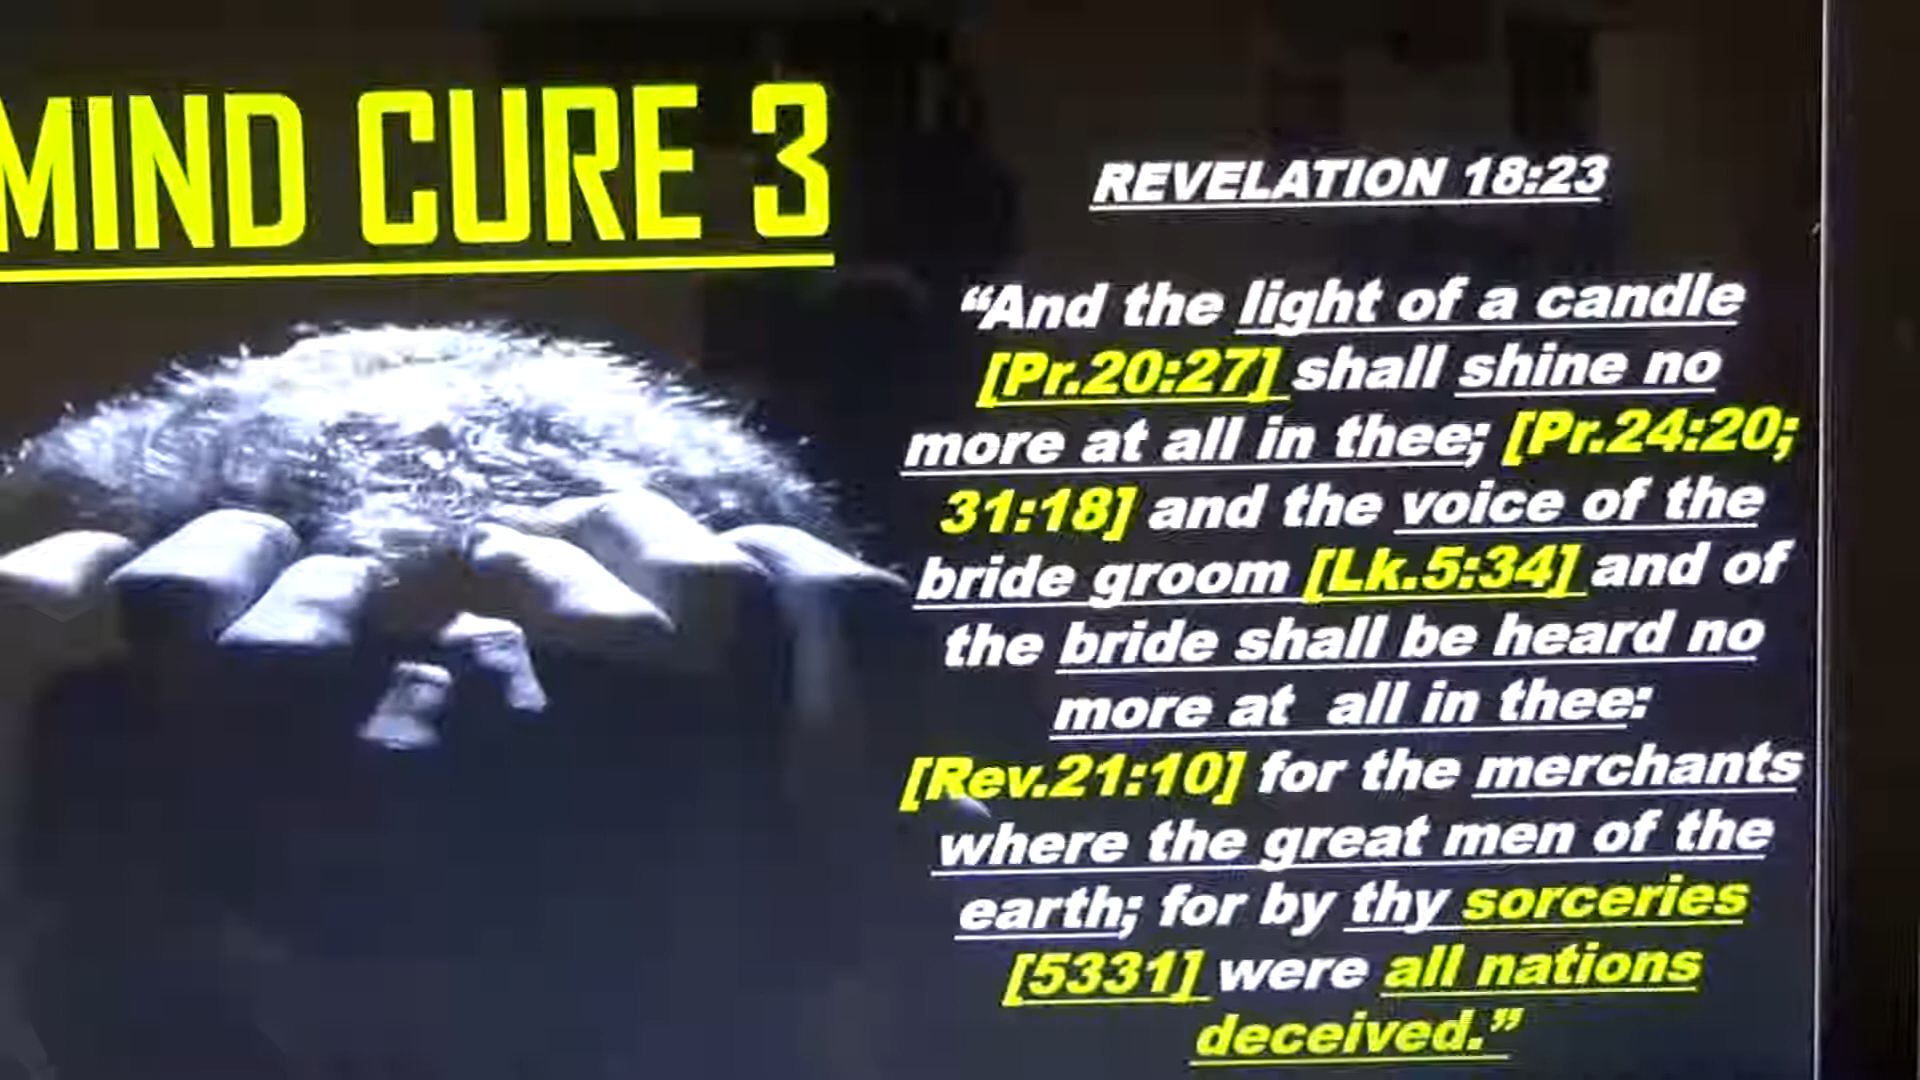 MIND CURE 3
REVELATION 18:23
“And the light of a candle
[Pr.20:27] shall shine no
more at all in thee; [Pr.24:20;
31:18] and the voice of the
bride groom [Lk.5:34] and of
the bride shall be heard no
more at all in thee:
[Rev.21:10] for the merchants
where the great men of the
earth; for by thy sorceries
[5331] were all nations
deceived.”